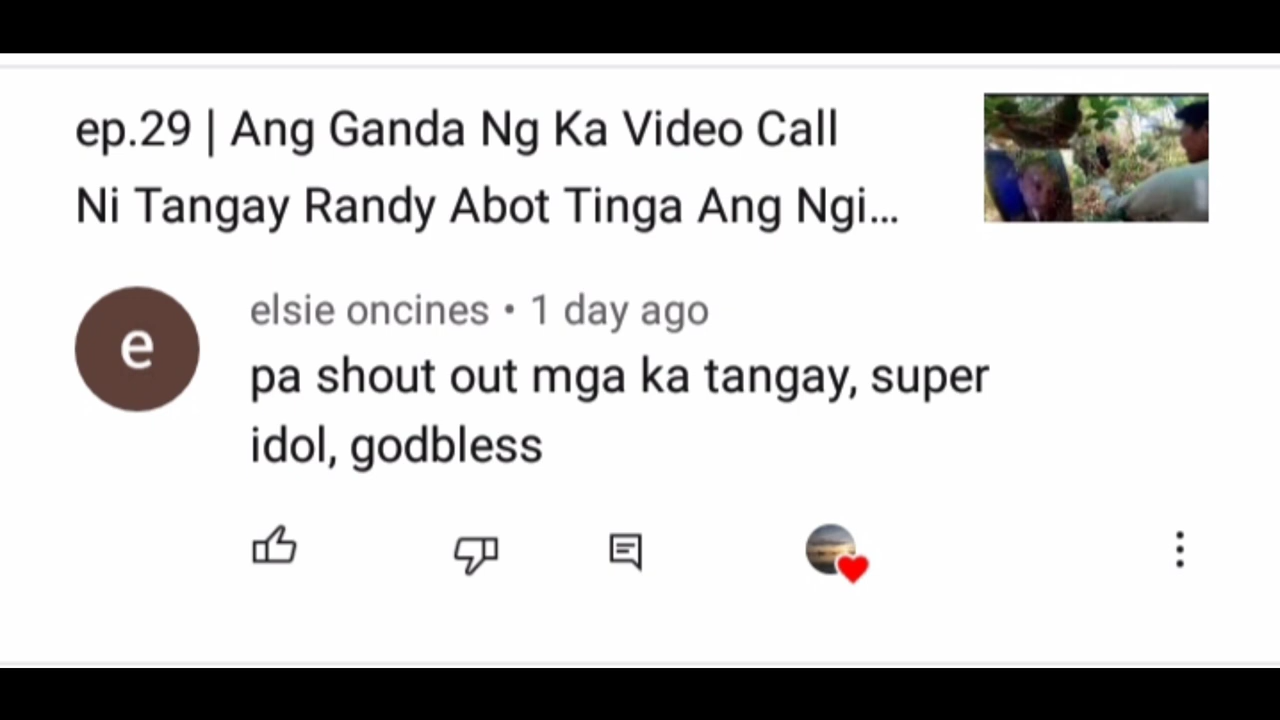 ep.29 | Ang Ganda Ng Ka Video Call
Ni Tangay Randy Abot Tinga Ang Ngi...
e
elsie oncines • 1 day ago
pa shout out mga ka tangay, super
idol, godbless